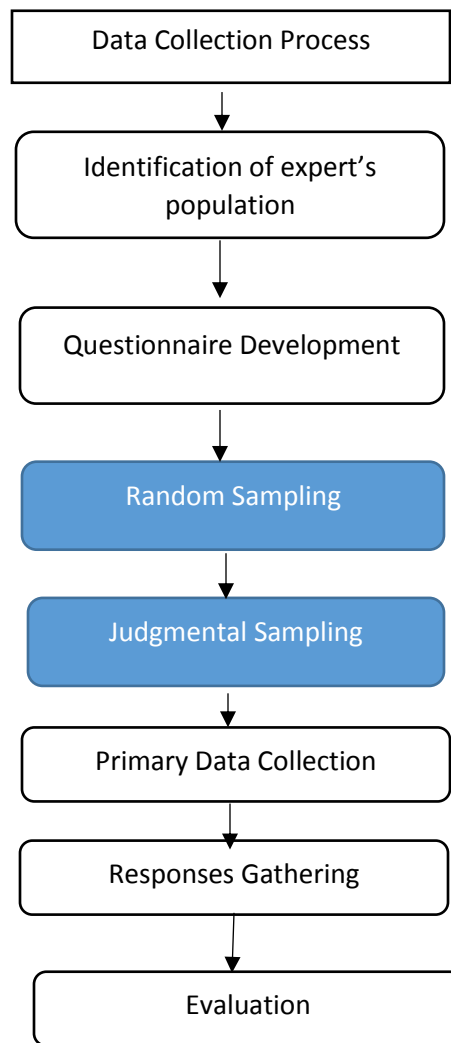 Data Collection Process
Identification of expert’s
population
Questionnaire Development
Random Sampling
Judgmental Sampling
Primary Data Collection
Responses Gathering
Evaluation